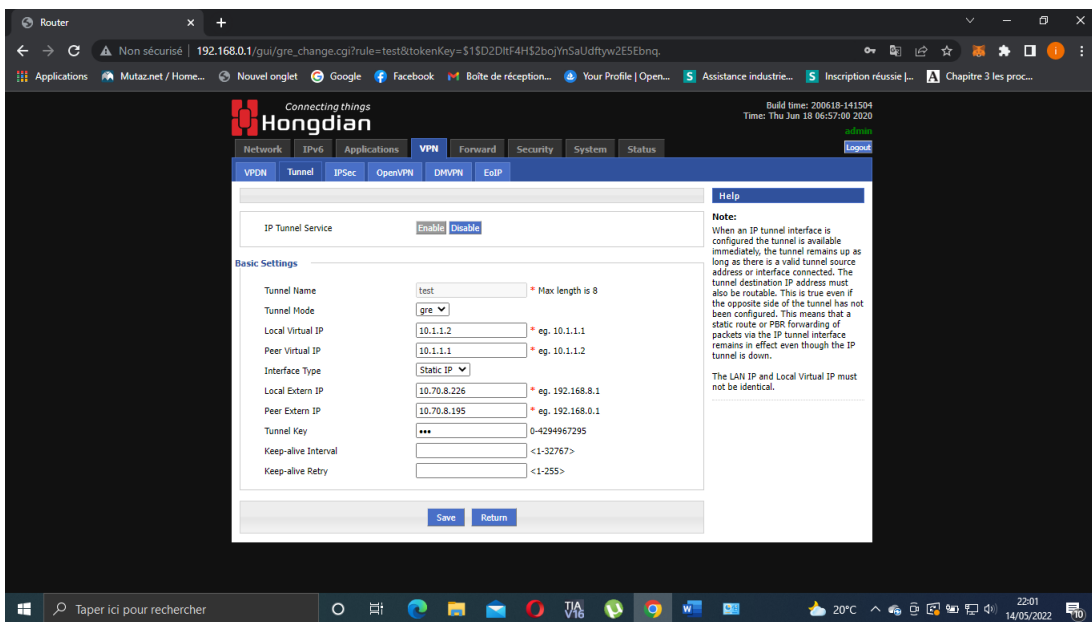 Router
Non sécurisé | 192.168.0.1/gui/gre_change.cgi?rule=test&tokenKey=$1$D2DltF4H$2bojYnSaUdftyw2E5Ebnq.
Applications Mutaz.net / Home... Nouvel onglet Google Facebook Boîte de réception... Your Profile | Open... Assistance industrie... Inscription réussie |... Chapitre 3 les proc...
Connecting things
Hongdian
Build time: 200618-141504
Time: Thu Jun 18 06:57:00 2020
admin
Logout
Network IPv6 Applications VPN Forward Security System Status
VPDN Tunnel IPSec OpenVPN DMVPN EoIP
IP Tunnel Service Enable Disable
Basic Settings
Tunnel Name test * Max length is 8
Tunnel Mode gre
Local Virtual IP 10.1.1.2 * eg. 10.1.1.1
Peer Virtual IP 10.1.1.1 * eg. 10.1.1.2
Interface Type Static IP
Local Extern IP 10.70.8.226 * eg. 192.168.8.1
Peer Extern IP 10.70.8.195 * eg. 192.168.0.1
Tunnel Key ••• 0-4294967295
Keep-alive Interval <1-32767>
Keep-alive Retry <1-255>
Save Return
Help
Note:
When an IP tunnel interface is
configured the tunnel is available
immediately, the tunnel remains up as
long as there is a valid tunnel source
address or interface connected. The
tunnel destination IP address must
also be routable. This is true even if
the opposite side of the tunnel has not
been configured. This means that a
static route or PBR forwarding of
packets via the IP tunnel interface
remains in effect even though the IP
tunnel is down.
The LAN IP and Local Virtual IP must
not be identical.
Taper ici pour rechercher
TIA V16
20°C
22:01
14/05/2022
10